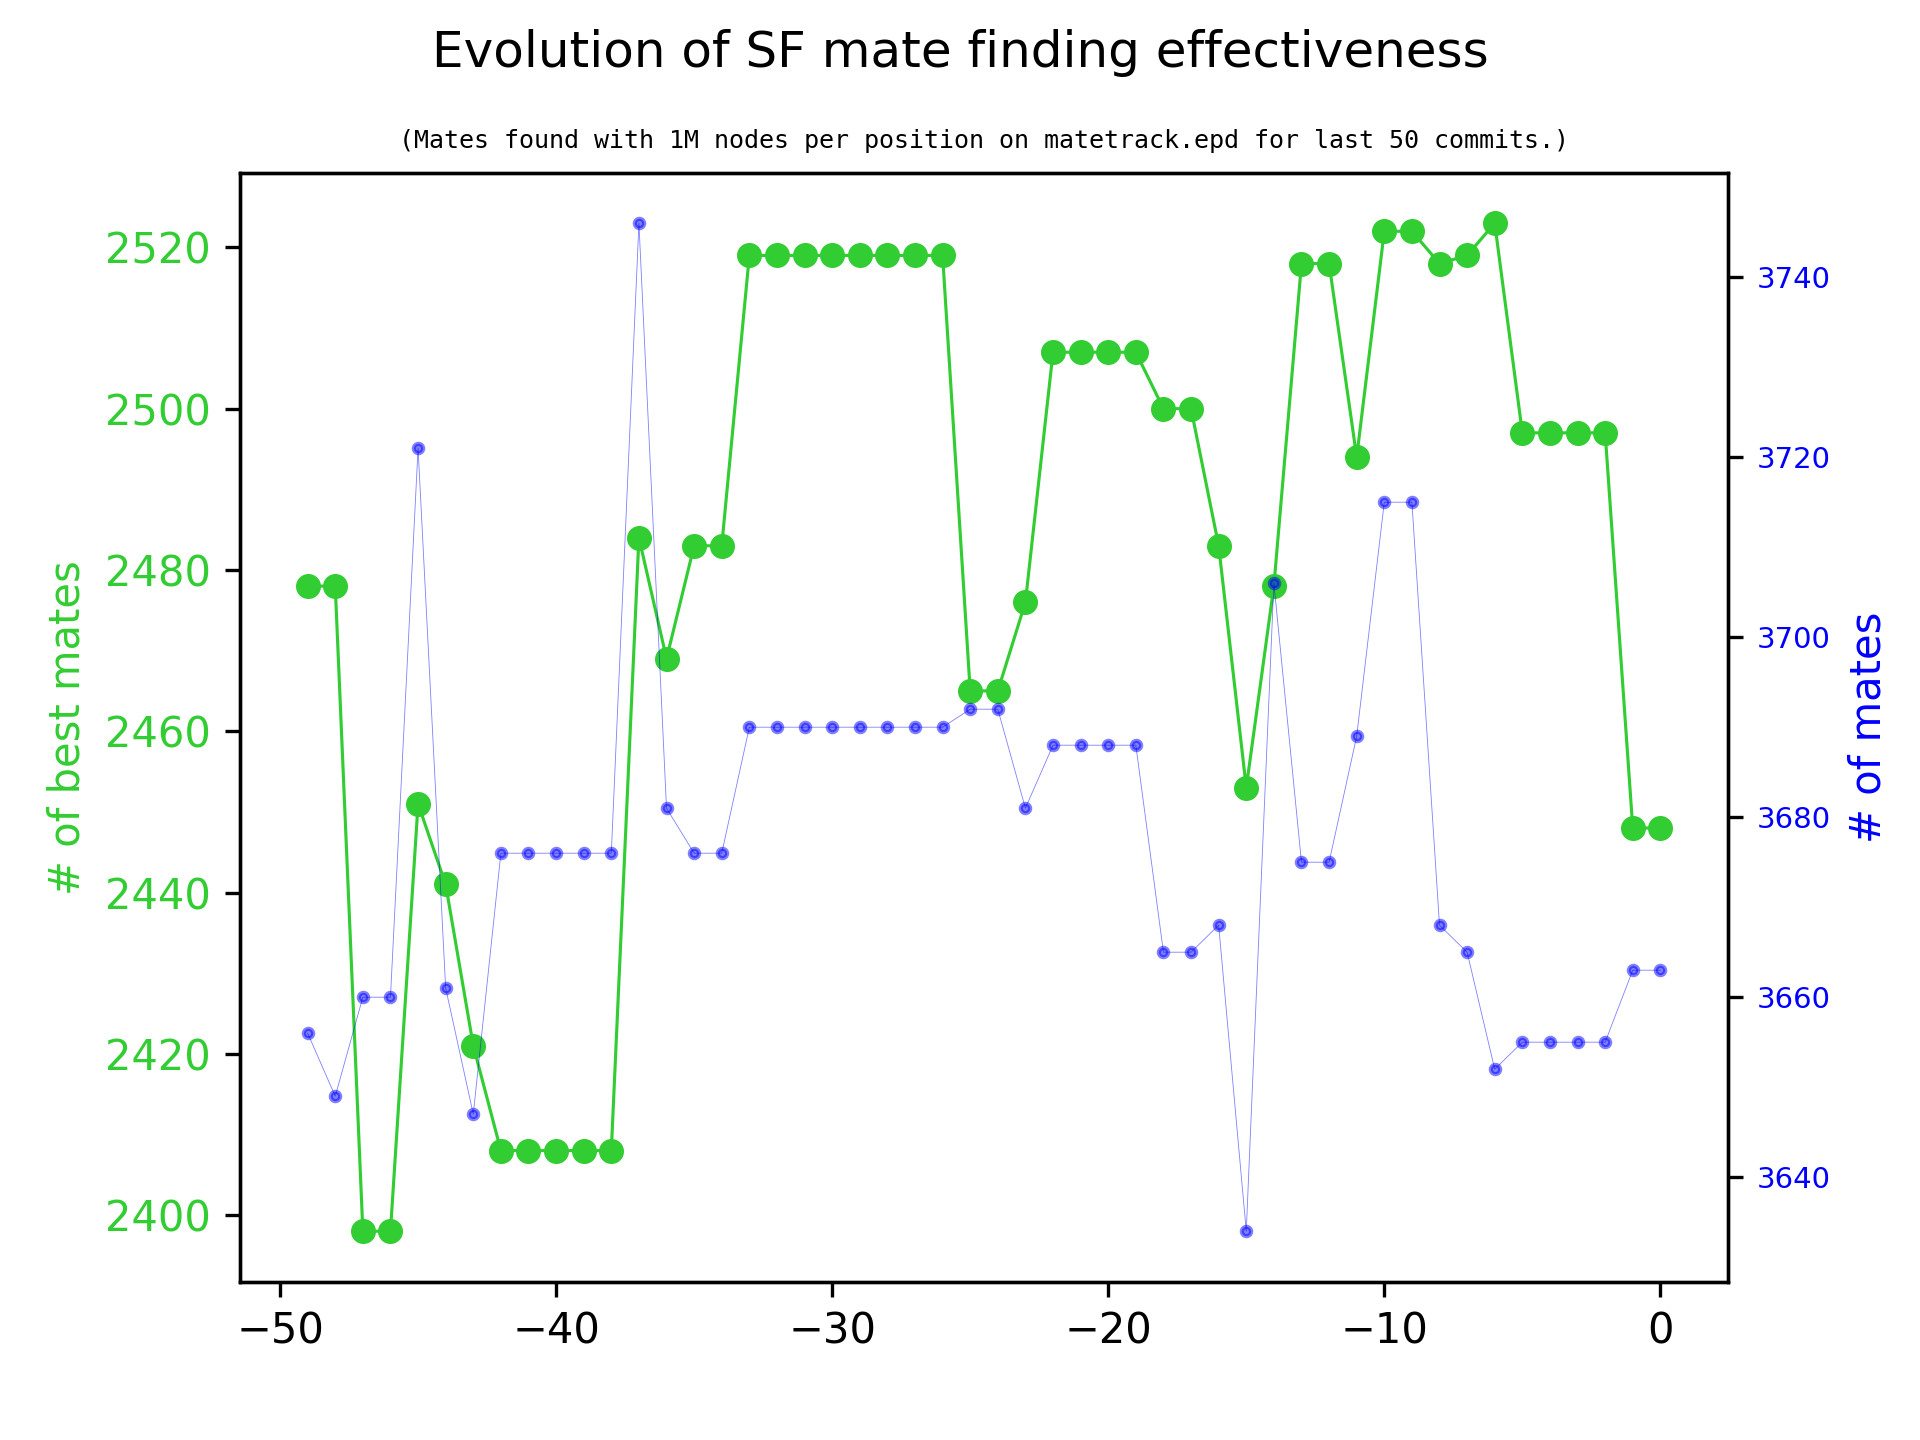 Evolution of SF mate finding effectiveness
(Mates found with 1M nodes per position on matetrack.epd for last 50 commits.)
# of best mates
2520
2500
2480
2460
2440
2420
2400
3740
3720
3700
3680
3660
3640
# of mates
−50 −40 −30 −20 −10 0